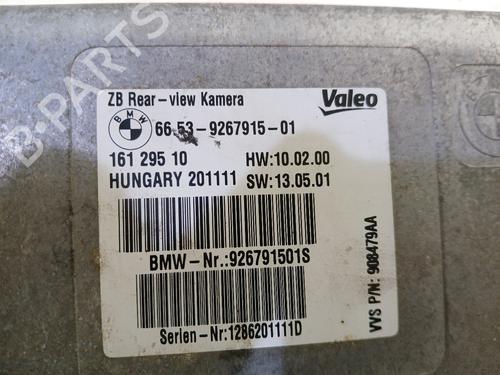 ZB Rear-view Kamera
Valeo
BMW
66.53-9267915-01
161 295 10
HW:10.02.00
HUNGARY 201111
SW:13.05.01
BMW-Nr.:926791501S
Serien-Nr:1286201111D
VVS P/N: 908479AA
B-PARTS